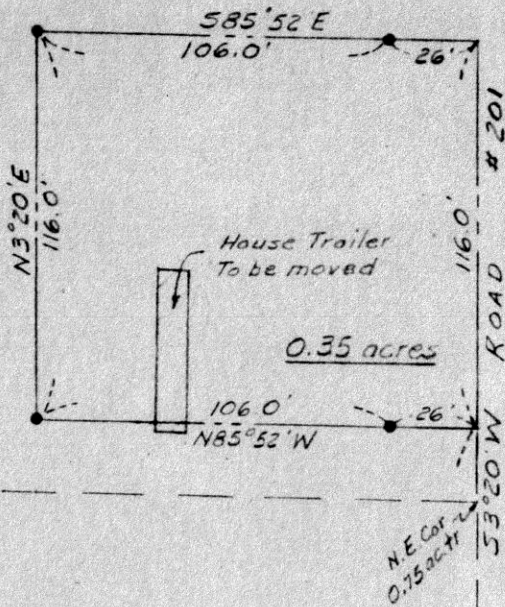 S85°52'E
106.0'
26'
N3°20'E
116.0'
116.0'
ROAD #201
S3°20'W
House Trailer
To be moved
0.35 acres
106.0'
26'
N85°52'W
N.E. Cor
0.75 ac. tr